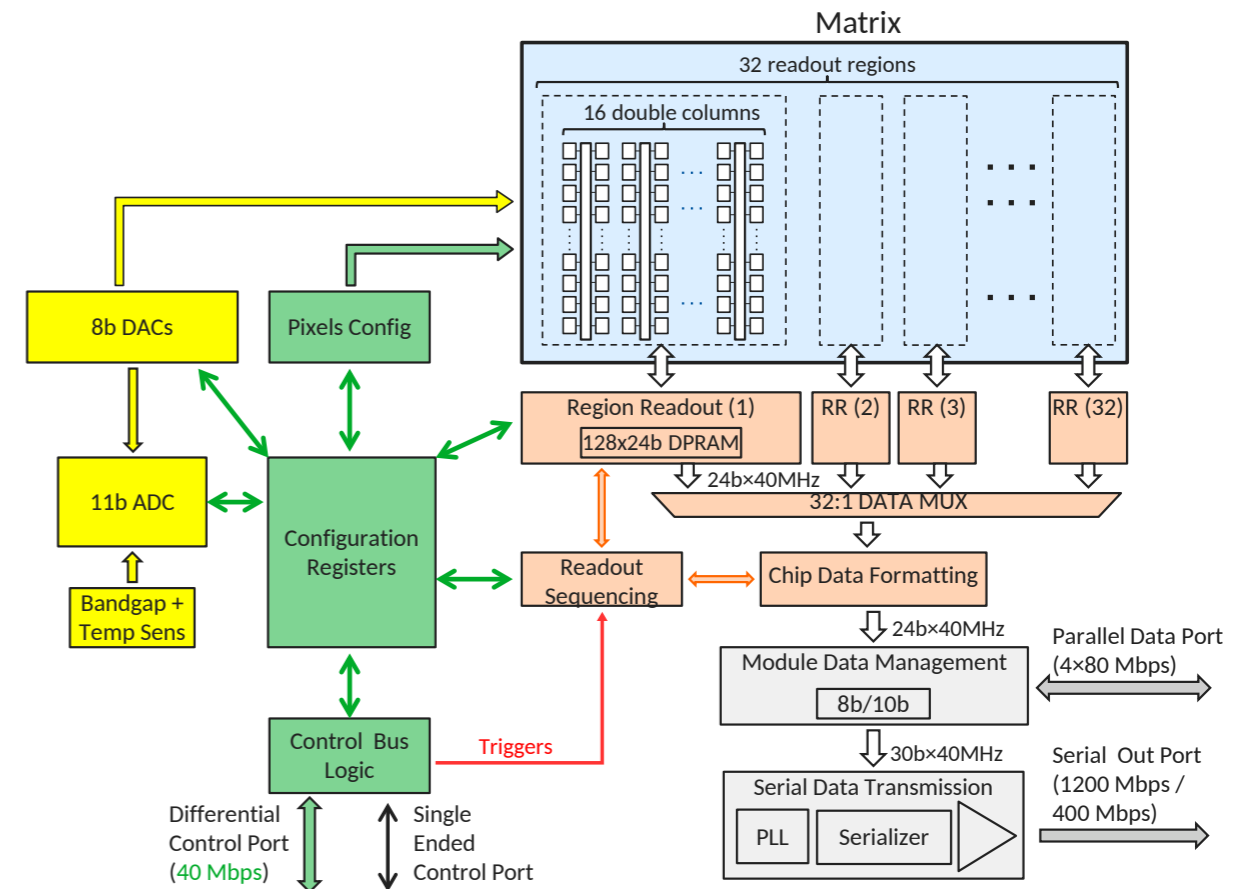 Matrix
32 readout regions
16 double columns
8b DACs
Pixels Config
Region Readout (1)
128x24b DPRAM
RR (2)
RR (3)
RR (32)
24b×40MHz
32:1 DATA MUX
11b ADC
Configuration
Registers
Readout
Sequencing
Chip Data Formatting
Bandgap +
Temp Sens
24b×40MHz
Parallel Data Port
(4×80 Mbps)
Module Data Management
8b/10b
Control Bus
Logic
Triggers
30b×40MHz
Serial Out Port
(1200 Mbps /
400 Mbps)
Serial Data Transmission
PLL
Serializer
Differential
Control Port
(40 Mbps)
Single
Ended
Control Port